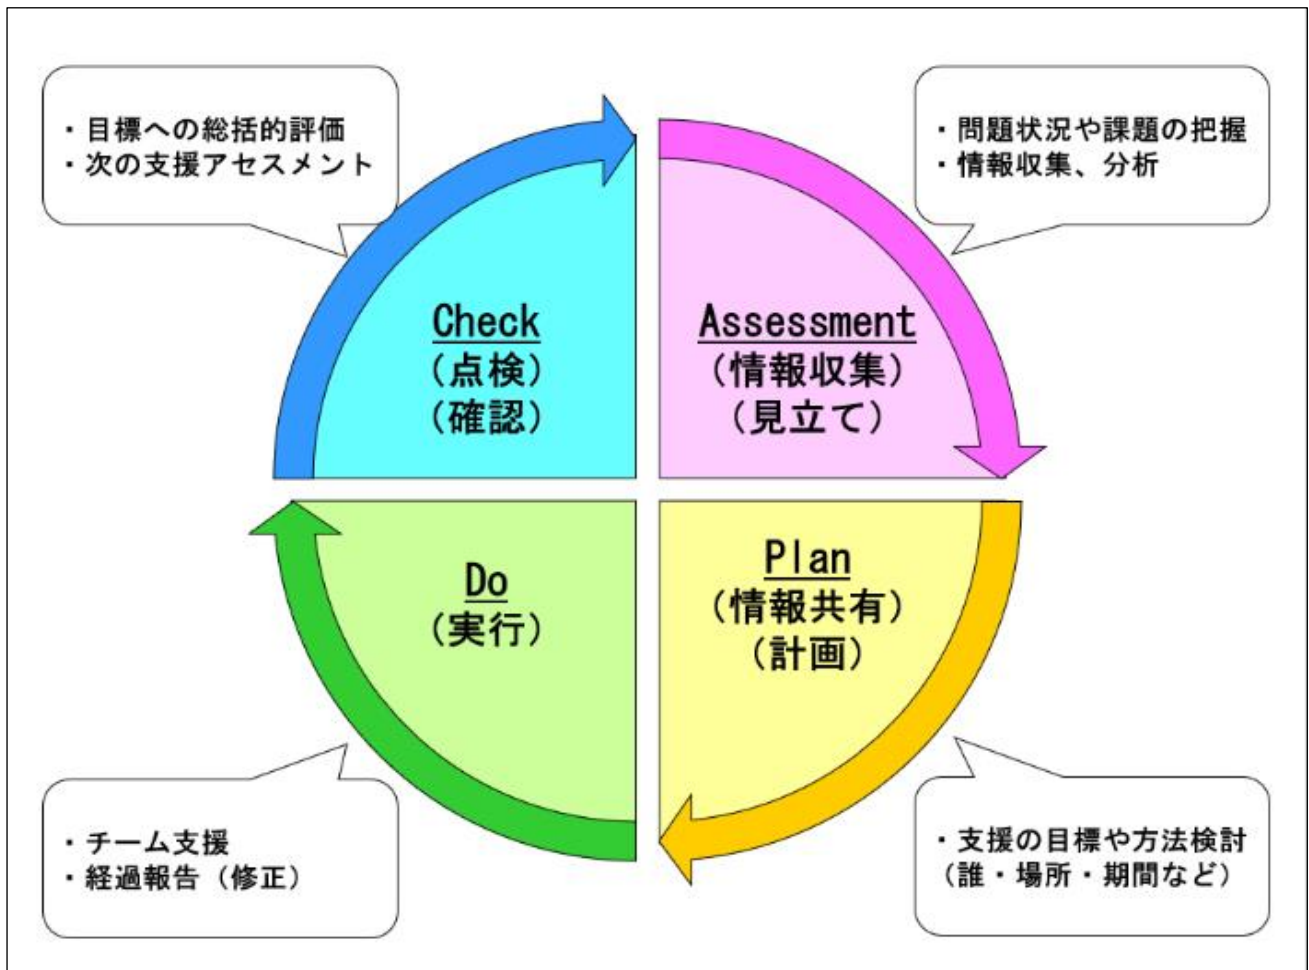 ・目標への総括的評価
・次の支援アセスメント
・問題状況や課題の把握
・情報収集、分析
Check
（点検）
（確認）
Assessment
（情報収集）
（見立て）
Do
（実行）
Plan
（情報共有）
（計画）
・チーム支援
・経過報告（修正）
・支援の目標や方法検討
（誰・場所・期間など）